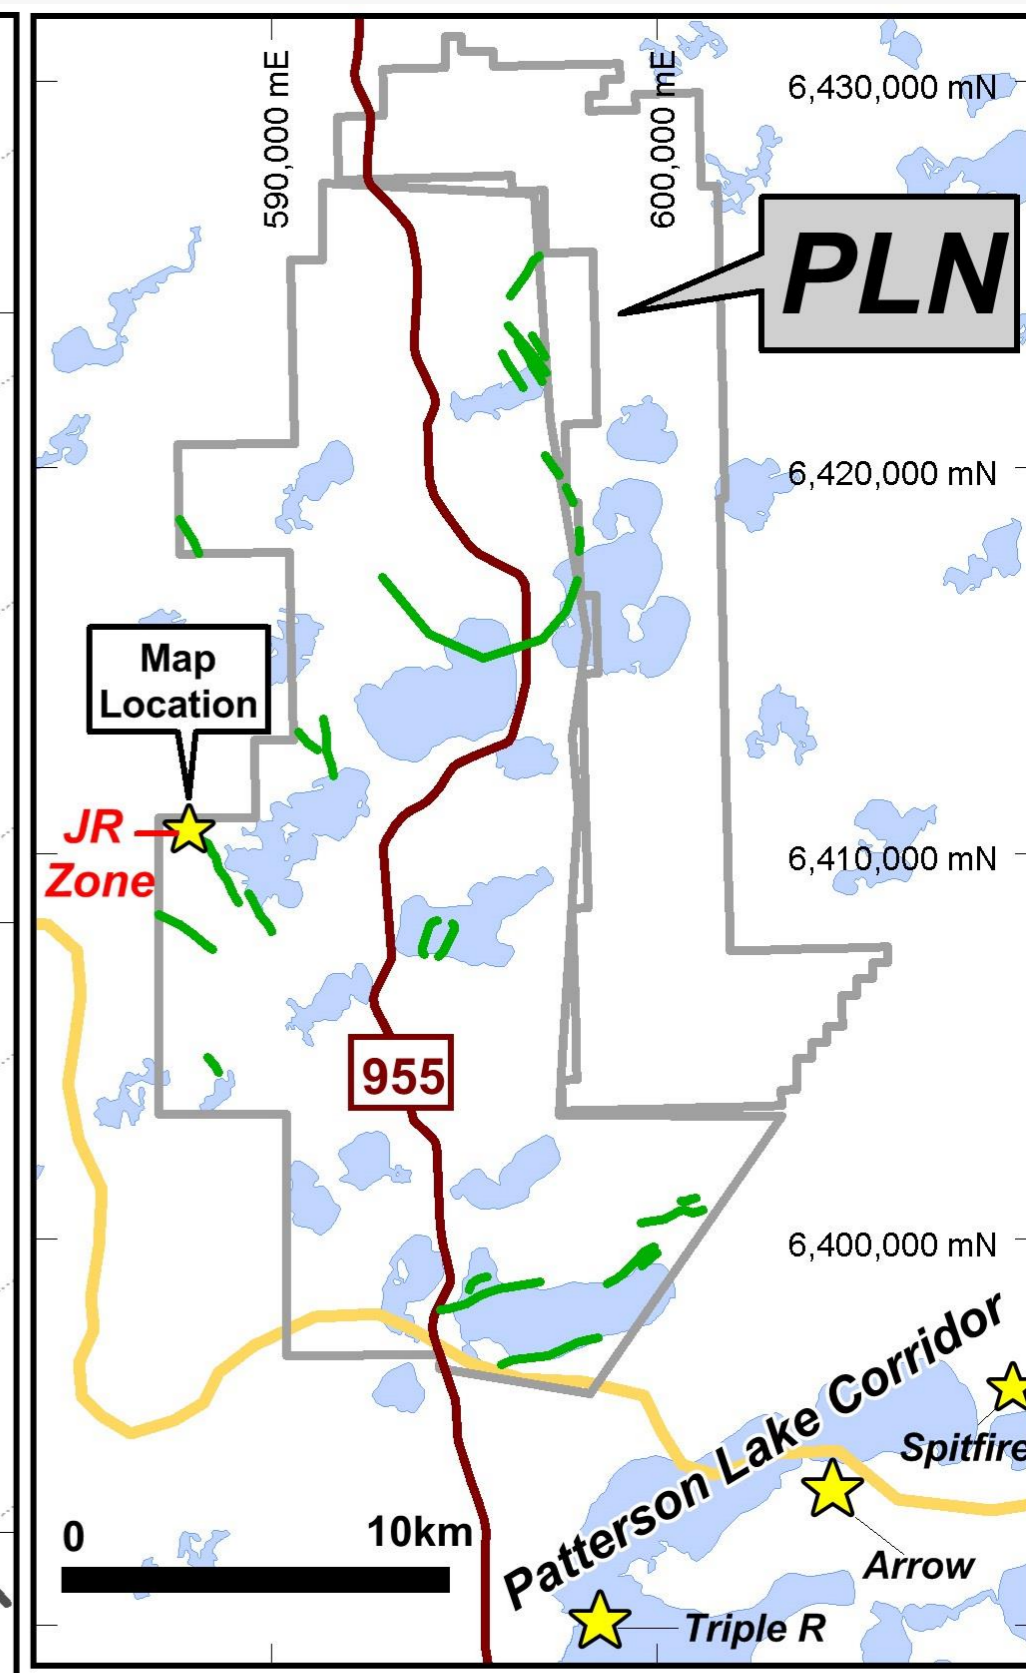 590,000 mE
600,000 mE
6,430,000 mN
PLN
6,420,000 mN
Map
Location
JR
Zone
6,410,000 mN
955
6,400,000 mN
Patterson Lake Corridor
Spitfire
0
10km
Arrow
Triple R